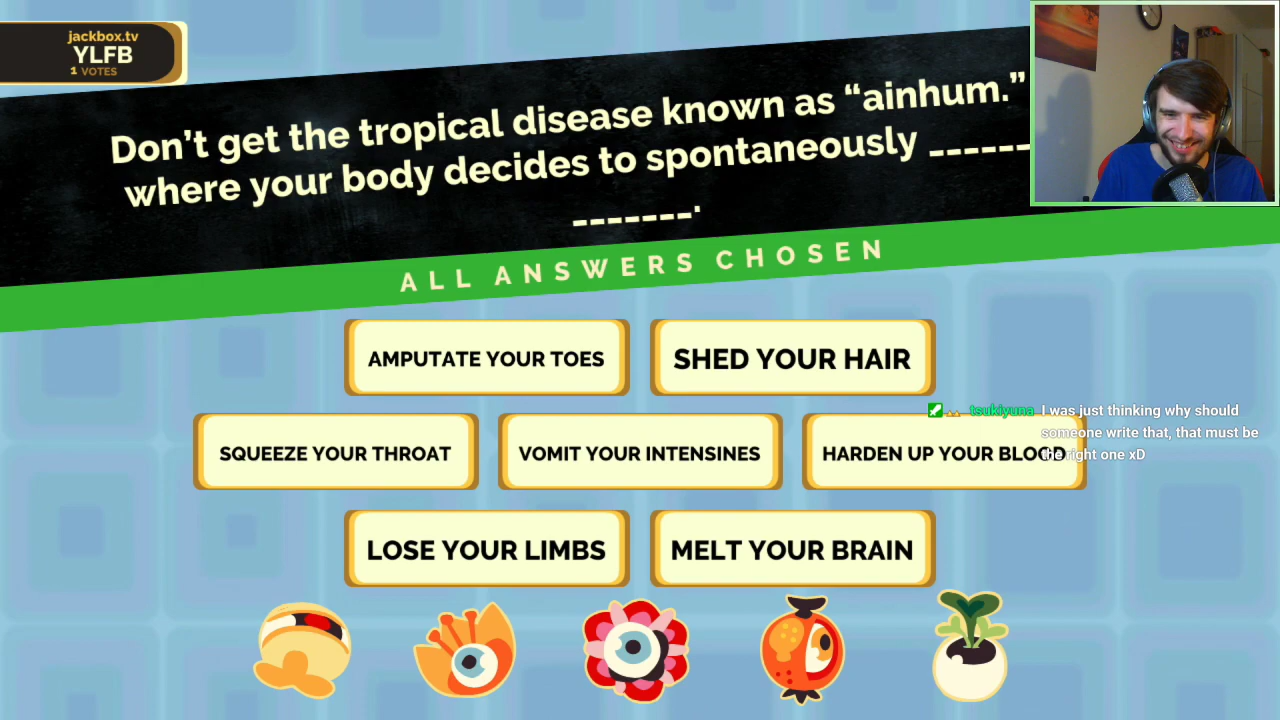 jackbox.tv
YLFB
1 VOTES
Don’t get the tropical disease known as “ainhum.”
where your body decides to spontaneously ______
_______.
ALL ANSWERS CHOSEN
AMPUTATE YOUR TOES
SHED YOUR HAIR
tsukiyuna I was just thinking why should
someone write that, that must be
the right one xD
SQUEEZE YOUR THROAT
VOMIT YOUR INTENSINES
HARDEN UP YOUR BLOOD
LOSE YOUR LIMBS
MELT YOUR BRAIN